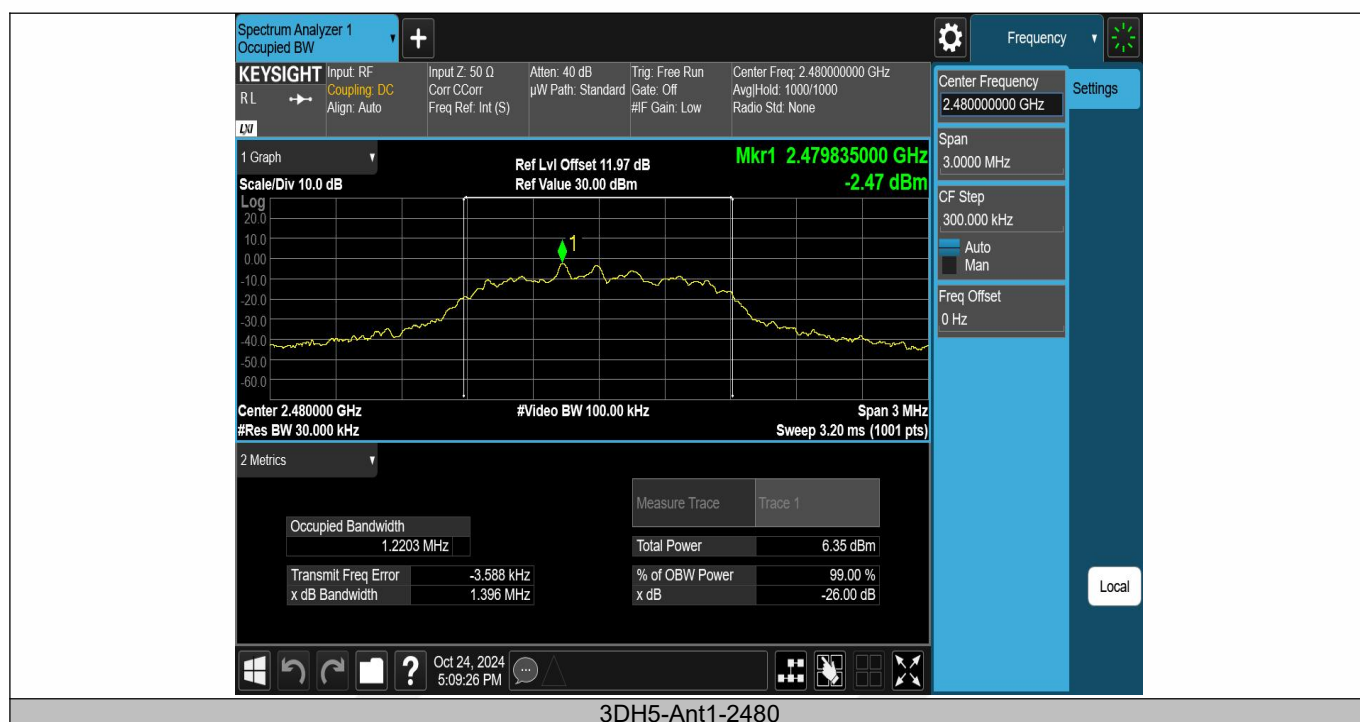 Spectrum Analyzer 1
Occupied BW
+
Frequency
KEYSIGHT
RL
LXI
Input: RF
Coupling: DC
Align: Auto
Input Z: 50 Ω
Corr CCorr
Freq Ref: Int (S)
Atten: 40 dB
µW Path: Standard
Trig: Free Run
Gate: Off
#IF Gain: Low
Center Freq: 2.480000000 GHz
Avg|Hold: 1000/1000
Radio Std: None
Center Frequency
2.480000000 GHz
Settings
Span
3.0000 MHz
CF Step
300.000 kHz
Auto
Man
Freq Offset
0 Hz
Local
1 Graph
Scale/Div 10.0 dB
Ref Lvl Offset 11.97 dB
Ref Value 30.00 dBm
Mkr1 2.479835000 GHz
-2.47 dBm
Log
20.0
10.0
0.00
-10.0
-20.0
-30.0
-40.0
-50.0
-60.0
1
Center 2.480000 GHz
#Res BW 30.000 kHz
#Video BW 100.00 kHz
Span 3 MHz
Sweep 3.20 ms (1001 pts)
2 Metrics
Measure Trace Trace 1
Occupied Bandwidth
1.2203 MHz
Total Power 6.35 dBm
Transmit Freq Error -3.588 kHz
% of OBW Power 99.00 %
x dB Bandwidth 1.396 MHz
x dB -26.00 dB
?
Oct 24, 2024
5:09:26 PM
3DH5-Ant1-2480